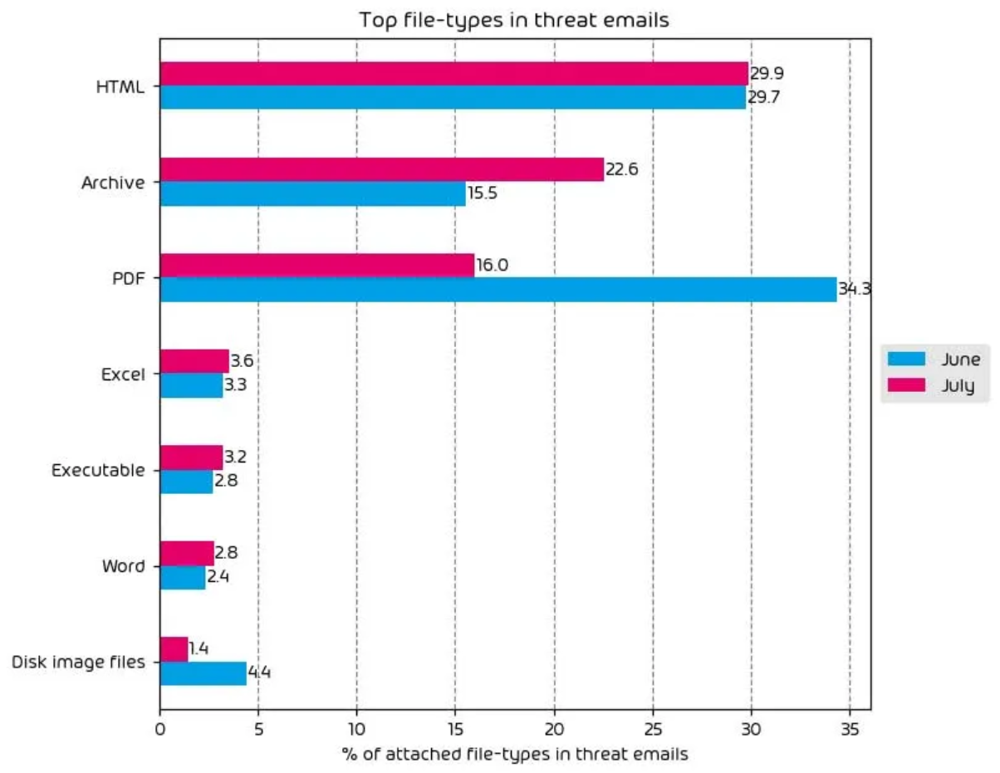 Top file-types in threat emails
HTML
29.9
29.7
Archive
22.6
15.5
PDF
16.0
34.3
Excel
3.6
3.3
Executable
3.2
2.8
Word
2.8
2.4
Disk image files
1.4
4.4
June
July
0 5 10 15 20 25 30 35
% of attached file-types in threat emails